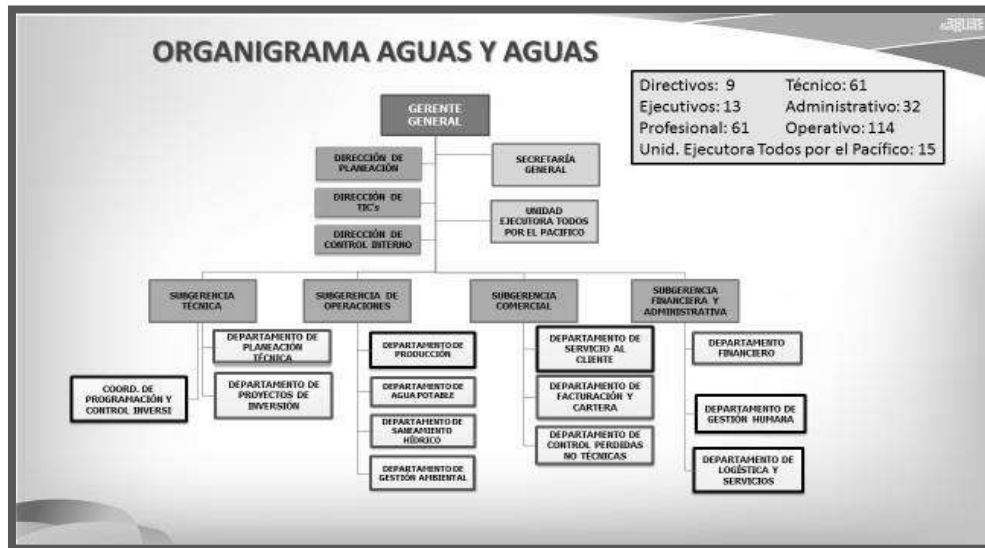 aguas
aguas
ORGANIGRAMA AGUAS Y AGUAS
Directivos: 9 Técnico: 61
Ejecutivos: 13 Administrativo: 32
Profesional: 61 Operativo: 114
Unid. Ejecutora Todos por el Pacífico: 15
GERENTE
GENERAL
DIRECCIÓN DE
PLANEACIÓN
SECRETARÍA
GENERAL
DIRECCIÓN DE
TIC's
UNIDAD
EJECUTORA TODOS
POR EL PACIFICO
DIRECCIÓN DE
CONTROL INTERNO
SUBGERENCIA
TÉCNICA
SUBGERENCIA DE
OPERACIONES
SUBGERENCIA
COMERCIAL
SUBGERENCIA
FINANCIERA Y
ADMINISTRATIVA
DEPARTAMENTO DE
PLANEACIÓN
TÉCNICA
COORD. DE
PROGRAMACIÓN Y
CONTROL INVERSI
DEPARTAMENTO DE
PROYECTOS DE
INVERSIÓN
DEPARTAMENTO DE
PRODUCCIÓN
DEPARTAMENTO DE
AGUA POTABLE
DEPARTAMENTO DE
SANEAMIENTO
HÍDRICO
DEPARTAMENTO DE
GESTIÓN AMBIENTAL
DEPARTAMENTO DE
SERVICIO AL
CLIENTE
DEPARTAMENTO DE
FACTURACIÓN Y
CARTERA
DEPARTAMENTO DE
CONTROL PERDIDAS
NO TÉCNICAS
DEPARTAMENTO
FINANCIERO
DEPARTAMENTO DE
GESTIÓN HUMANA
DEPARTAMENTO DE
LOGÍSTICA Y
SERVICIOS